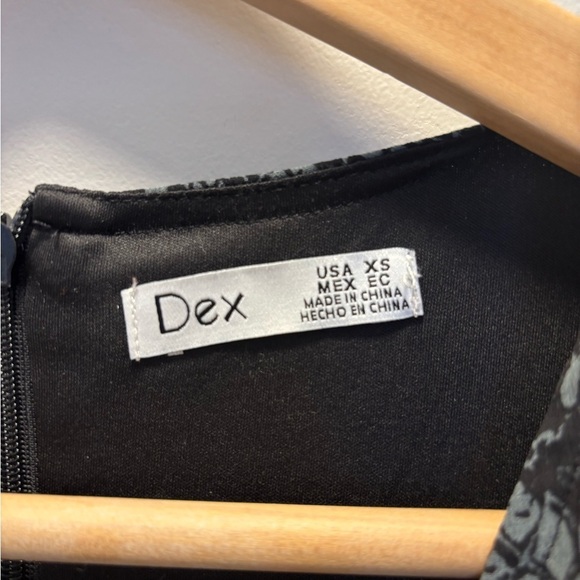 Dex
USA XS
MEX EC
MADE IN CHINA
HECHO EN CHINA